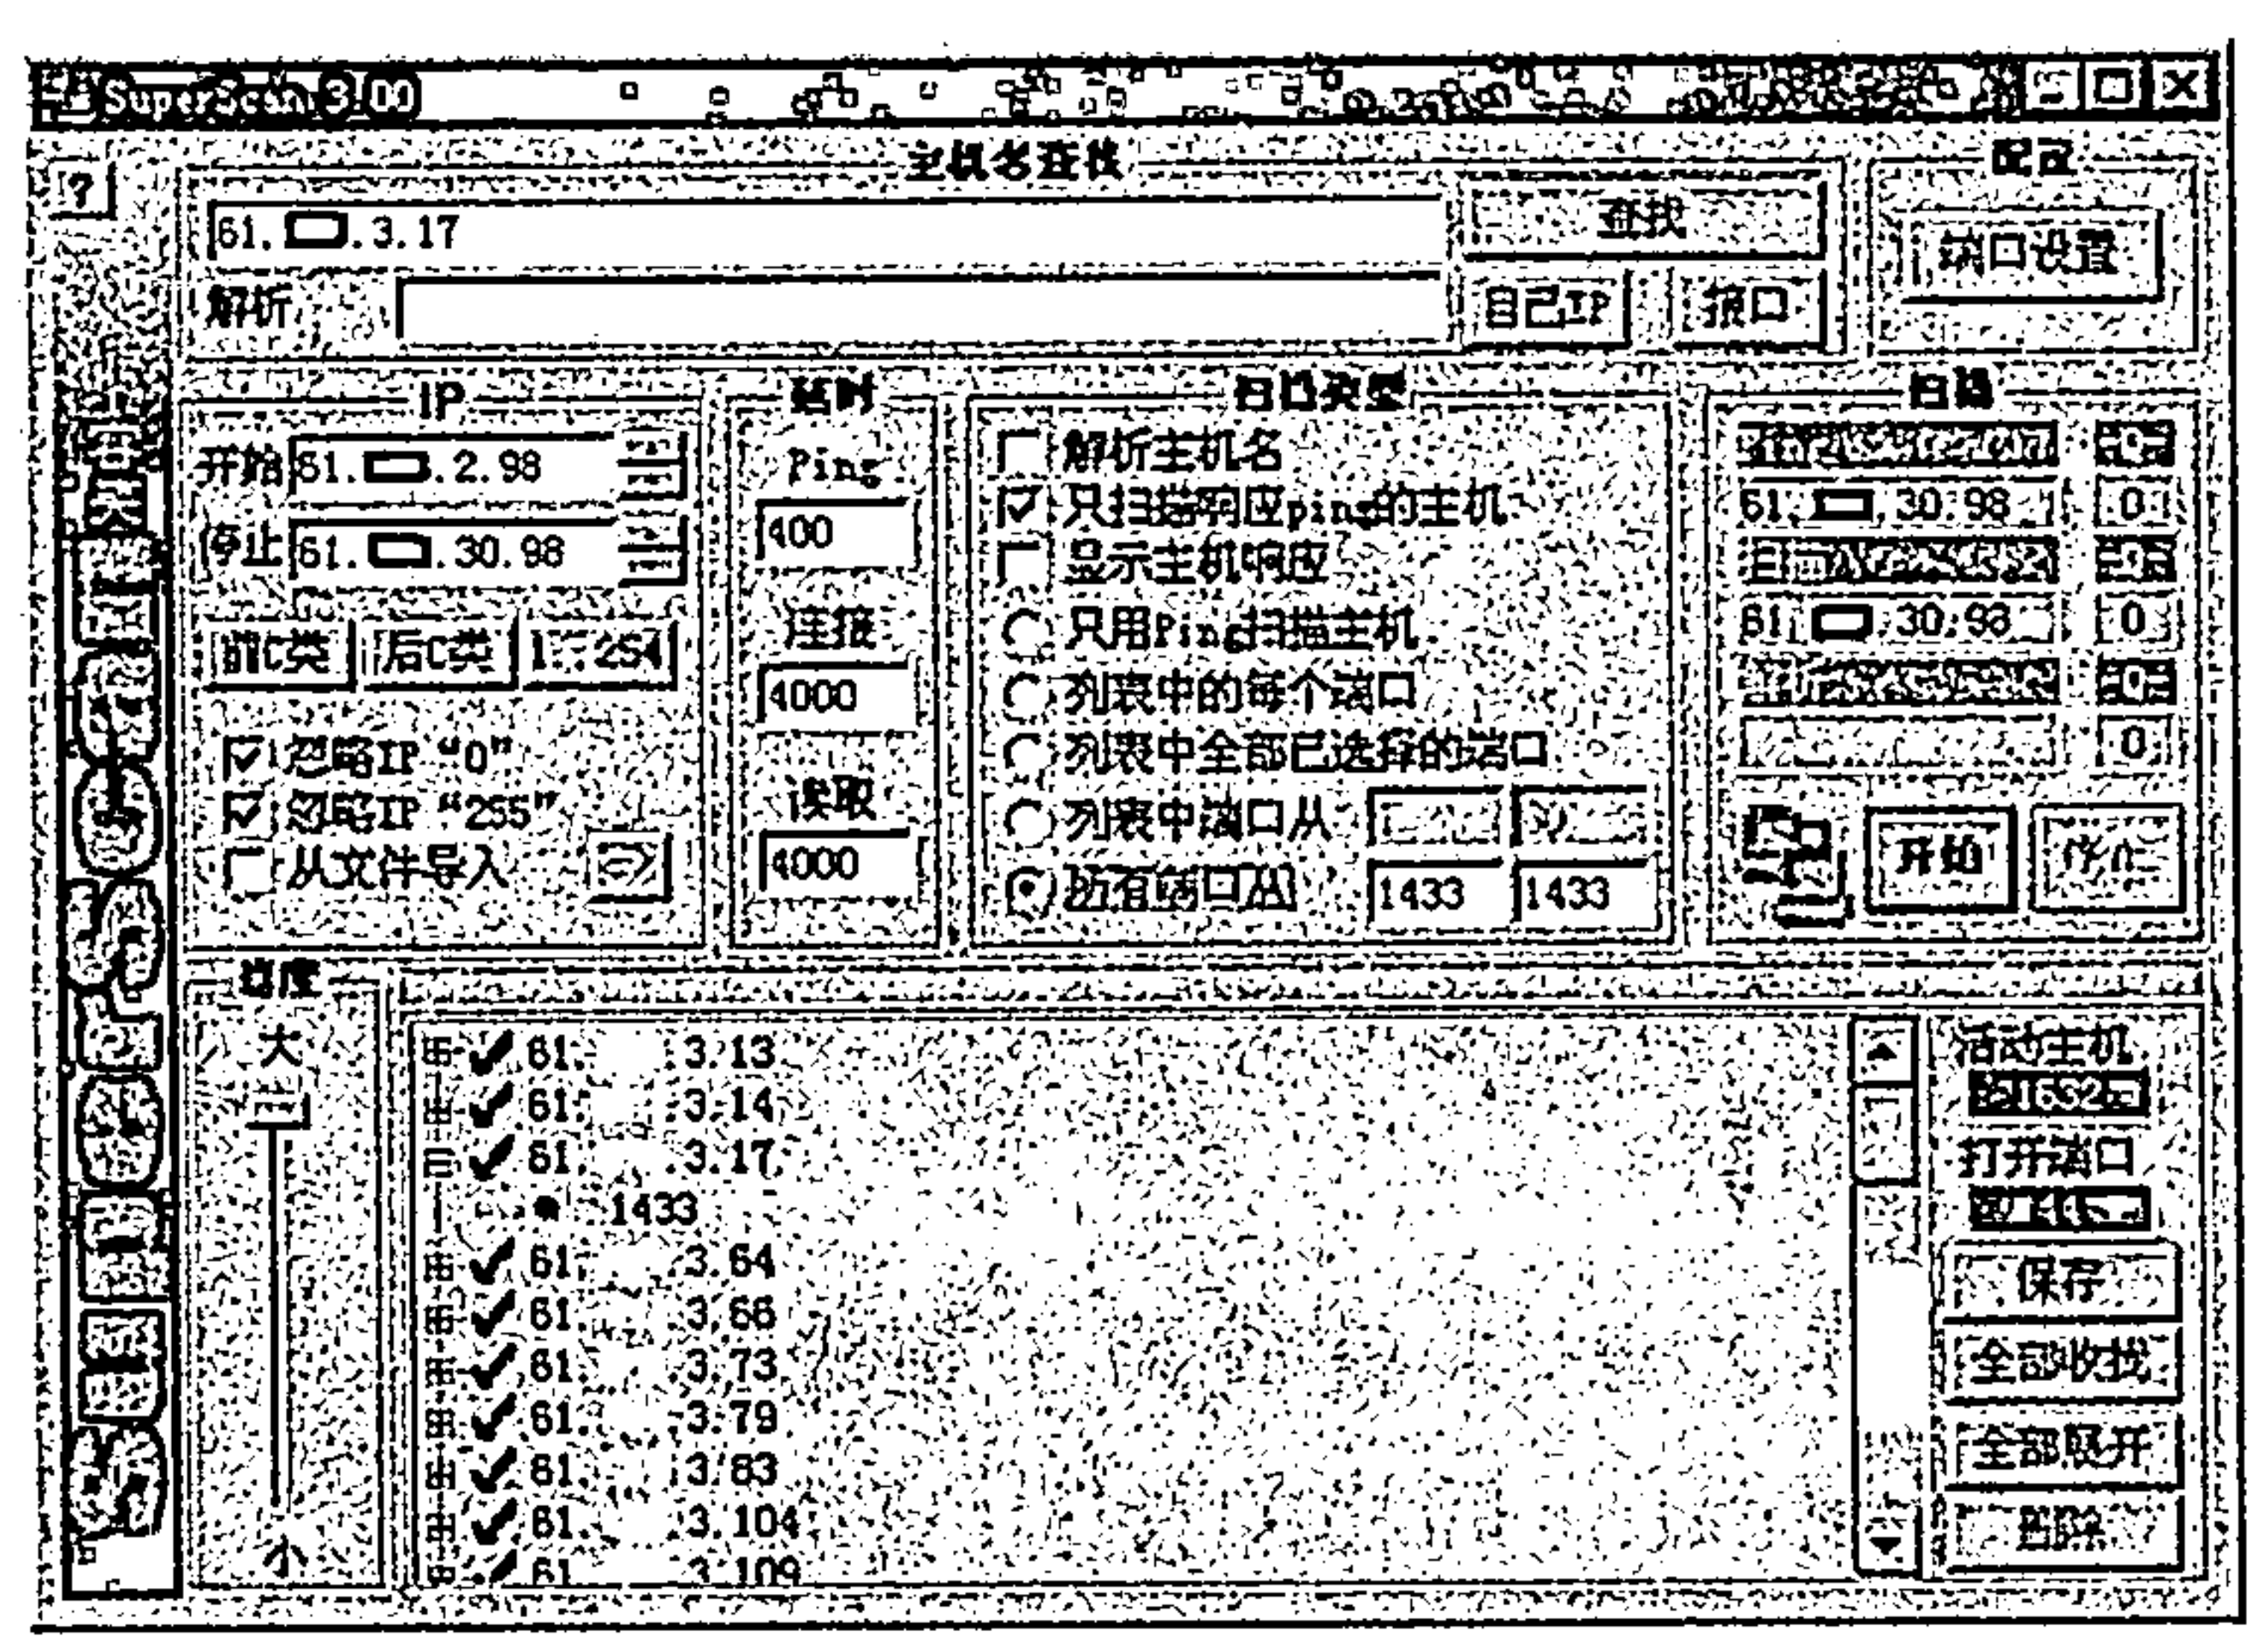 SuperScan 3.00
主机名查找
配置
?
61. .3.17
查找
端口设置
解析
自己IP
接口
IP
延时
扫描类型
扫描
开始 61. .2.98
Ping
解析主机名
0
400
只扫描响应ping的主机
61. .30.98
0
停止 61. .30.98
显示主机响应
0
连接
只用Ping扫描主机
61. .30.98
0
前C类
后C类
1..254
4000
列表中的每个端口
0
忽略IP “0”
列表中全部已选择的端口
0
忽略IP “255”
读取
列表中端口从
从文件导入
4000
所有端口从
1433
1433
开始
停止
速度
大
61. .3.13
活动主机
61. .3.14
1632
61. .3.17
打开端口
1433
61. .3.64
保存
61. .3.66
61. .3.73
全部收拢
61. .3.79
61. .3.83
全部展开
61. .3.104
删除
小
61. .3.109